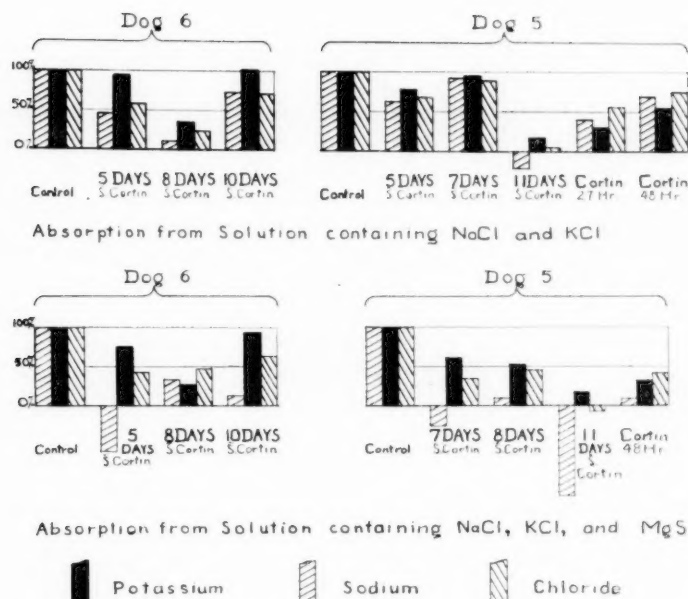 Dog 6
Dog 5
100%
50%
0%
Control
5 DAYS
S̄ Cortin
8 DAYS
S̄ Cortin
10 DAYS
S̄ Cortin
Control
5 DAYS
S̄ Cortin
7 DAYS
S̄ Cortin
11 DAYS
S̄ Cortin
Cortin
27 Hr.
Cortin
48 Hr.
Absorption from Solution containing NaCl and KCl
Dog 6
Dog 5
100%
50%
0%
Control
5
DAYS
S̄ Cortin
8 DAYS
S̄ Cortin
10 DAYS
S̄ Cortin
Control
7 DAYS
S̄ Cortin
8 DAYS
S̄ Cortin
11
DAYS
S̄
Cortin
Cortin
48 Hr.
Absorption from Solution containing NaCl, KCl, and MgS
Potassium
Sodium
Chloride